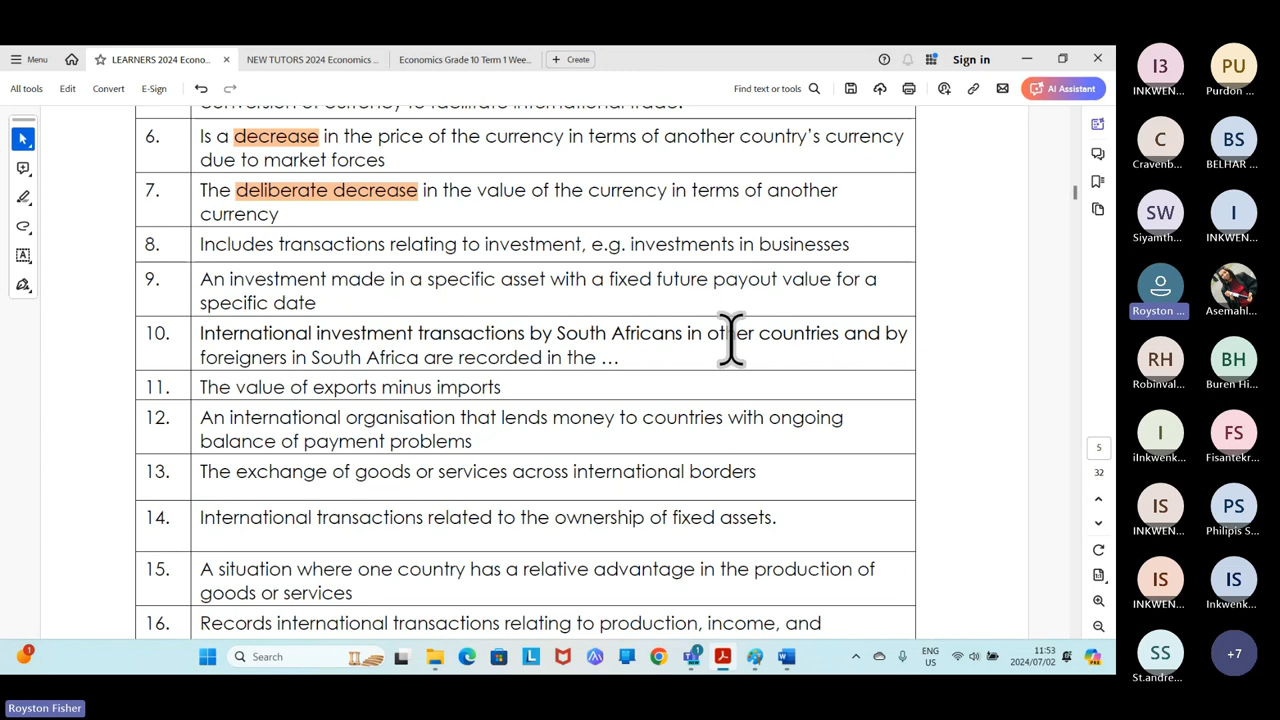 Menu
LEARNERS 2024 Econo...
NEW TUTORS 2024 Economics ...
Economics Grade 10 Term 1 Wee...
+ Create
Sign in
All tools
Edit
Convert
E-Sign
Find text or tools
AI Assistant
conversion of currency to facilitate international trade.
6. Is a decrease in the price of the currency in terms of another country's currency
due to market forces
7. The deliberate decrease in the value of the currency in terms of another
currency
8. Includes transactions relating to investment, e.g. investments in businesses
9. An investment made in a specific asset with a fixed future payout value for a
specific date
10. International investment transactions by South Africans in other countries and by
foreigners in South Africa are recorded in the ...
11. The value of exports minus imports
12. An international organisation that lends money to countries with ongoing
balance of payment problems
13. The exchange of goods or services across international borders
14. International transactions related to the ownership of fixed assets.
15. A situation where one country has a relative advantage in the production of
goods or services
16. Records international transactions relating to production, income, and
5
32
1
Search
1
ENG
US
11:53
2024/07/02
I3
INKWEN...
PU
Purdon ...
C
Cravenb...
BS
BELHAR ...
SW
Siyamth...
I
INKWEN...
Royston ...
Asemahl...
RH
Robinval...
BH
Buren Hi...
I
iInkwenk...
FS
Fisantekr...
IS
INKWEN...
PS
Philipis S...
IS
INKWEN...
IS
Inkwenk...
SS
St.andre...
+7
Royston Fisher